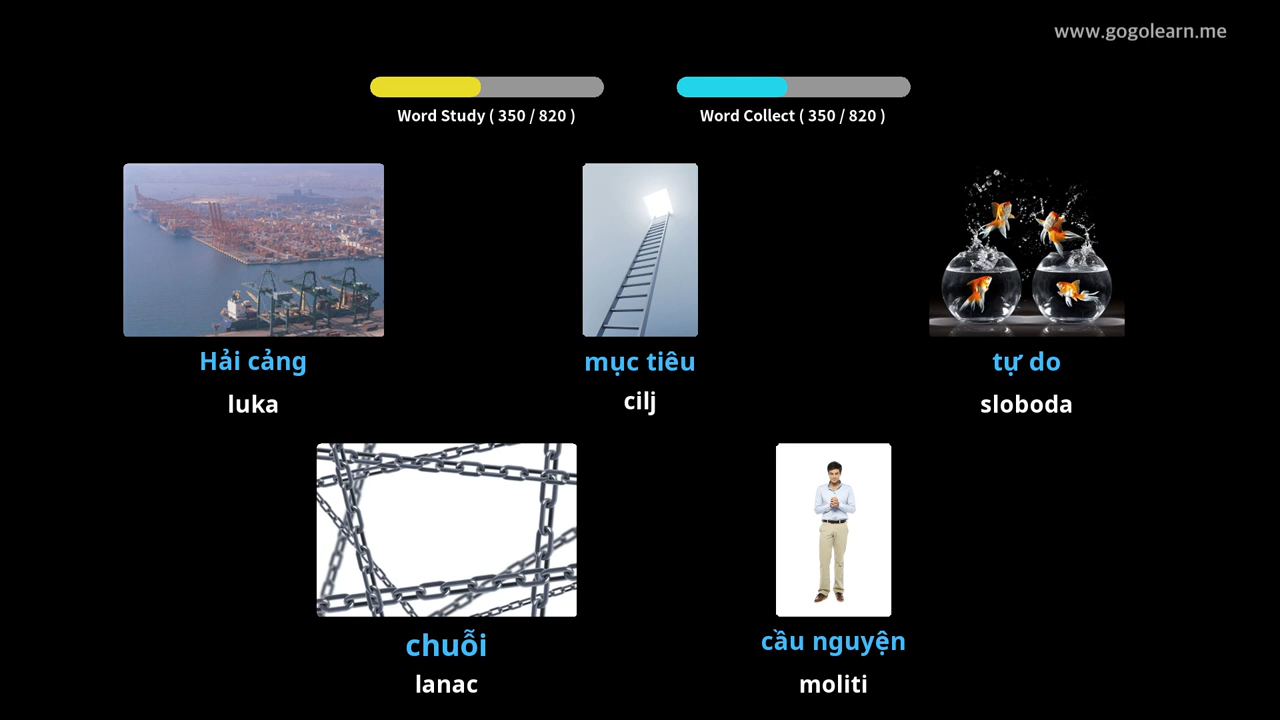 www.gogolearn.me
Word Study ( 350 / 820 )
Word Collect ( 350 / 820 )
Hải cảng
luka
mục tiêu
cilj
tự do
sloboda
chuỗi
lanac
cầu nguyện
moliti